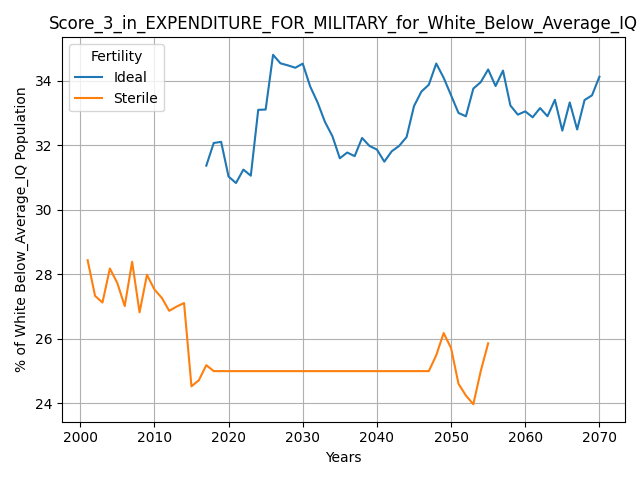 Score_3_in_EXPENDITURE_FOR_MILITARY_for_White_Below_Average_IQ
Fertility
Ideal
Sterile
% of White Below_Average_IQ Population
34
32
30
28
26
24
2000 2010 2020 2030 2040 2050 2060 2070
Years